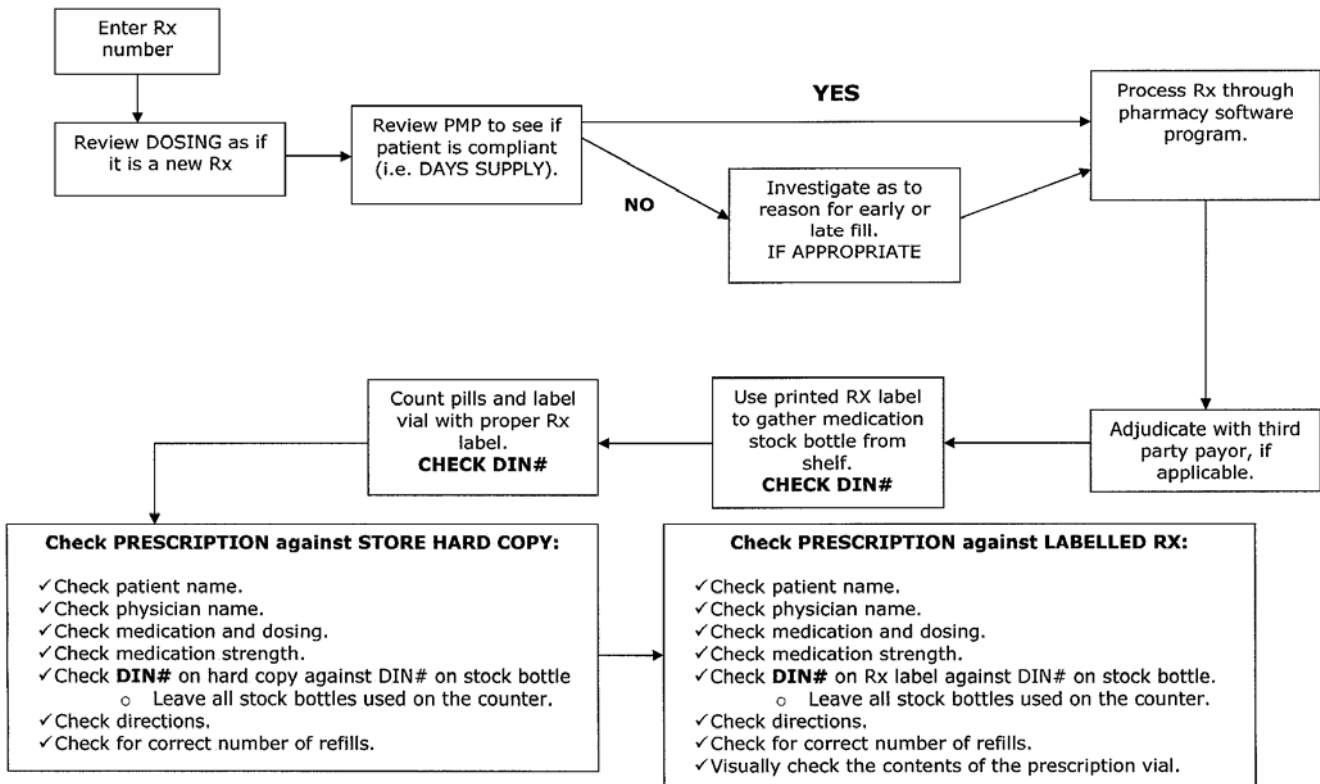 Enter Rx
number
Review DOSING as if
it is a new Rx
Review PMP to see if
patient is compliant
(i.e. DAYS SUPPLY).
YES
NO
Investigate as to
reason for early or
late fill.
IF APPROPRIATE
Process Rx through
pharmacy software
program.
Adjudicate with third
party payor, if
applicable.
Use printed RX label
to gather medication
stock bottle from
shelf.
CHECK DIN#
Count pills and label
vial with proper Rx
label.
CHECK DIN#
Check PRESCRIPTION against STORE HARD COPY:
✓Check patient name.
✓Check physician name.
✓Check medication and dosing.
✓Check medication strength.
✓Check DIN# on hard copy against DIN# on stock bottle
o Leave all stock bottles used on the counter.
✓Check directions.
✓Check for correct number of refills.
Check PRESCRIPTION against LABELLED RX:
✓Check patient name.
✓Check physician name.
✓Check medication and dosing.
✓Check medication strength.
✓Check DIN# on Rx label against DIN# on stock bottle.
o Leave all stock bottles used on the counter.
✓Check directions.
✓Check for correct number of refills.
✓Visually check the contents of the prescription vial.